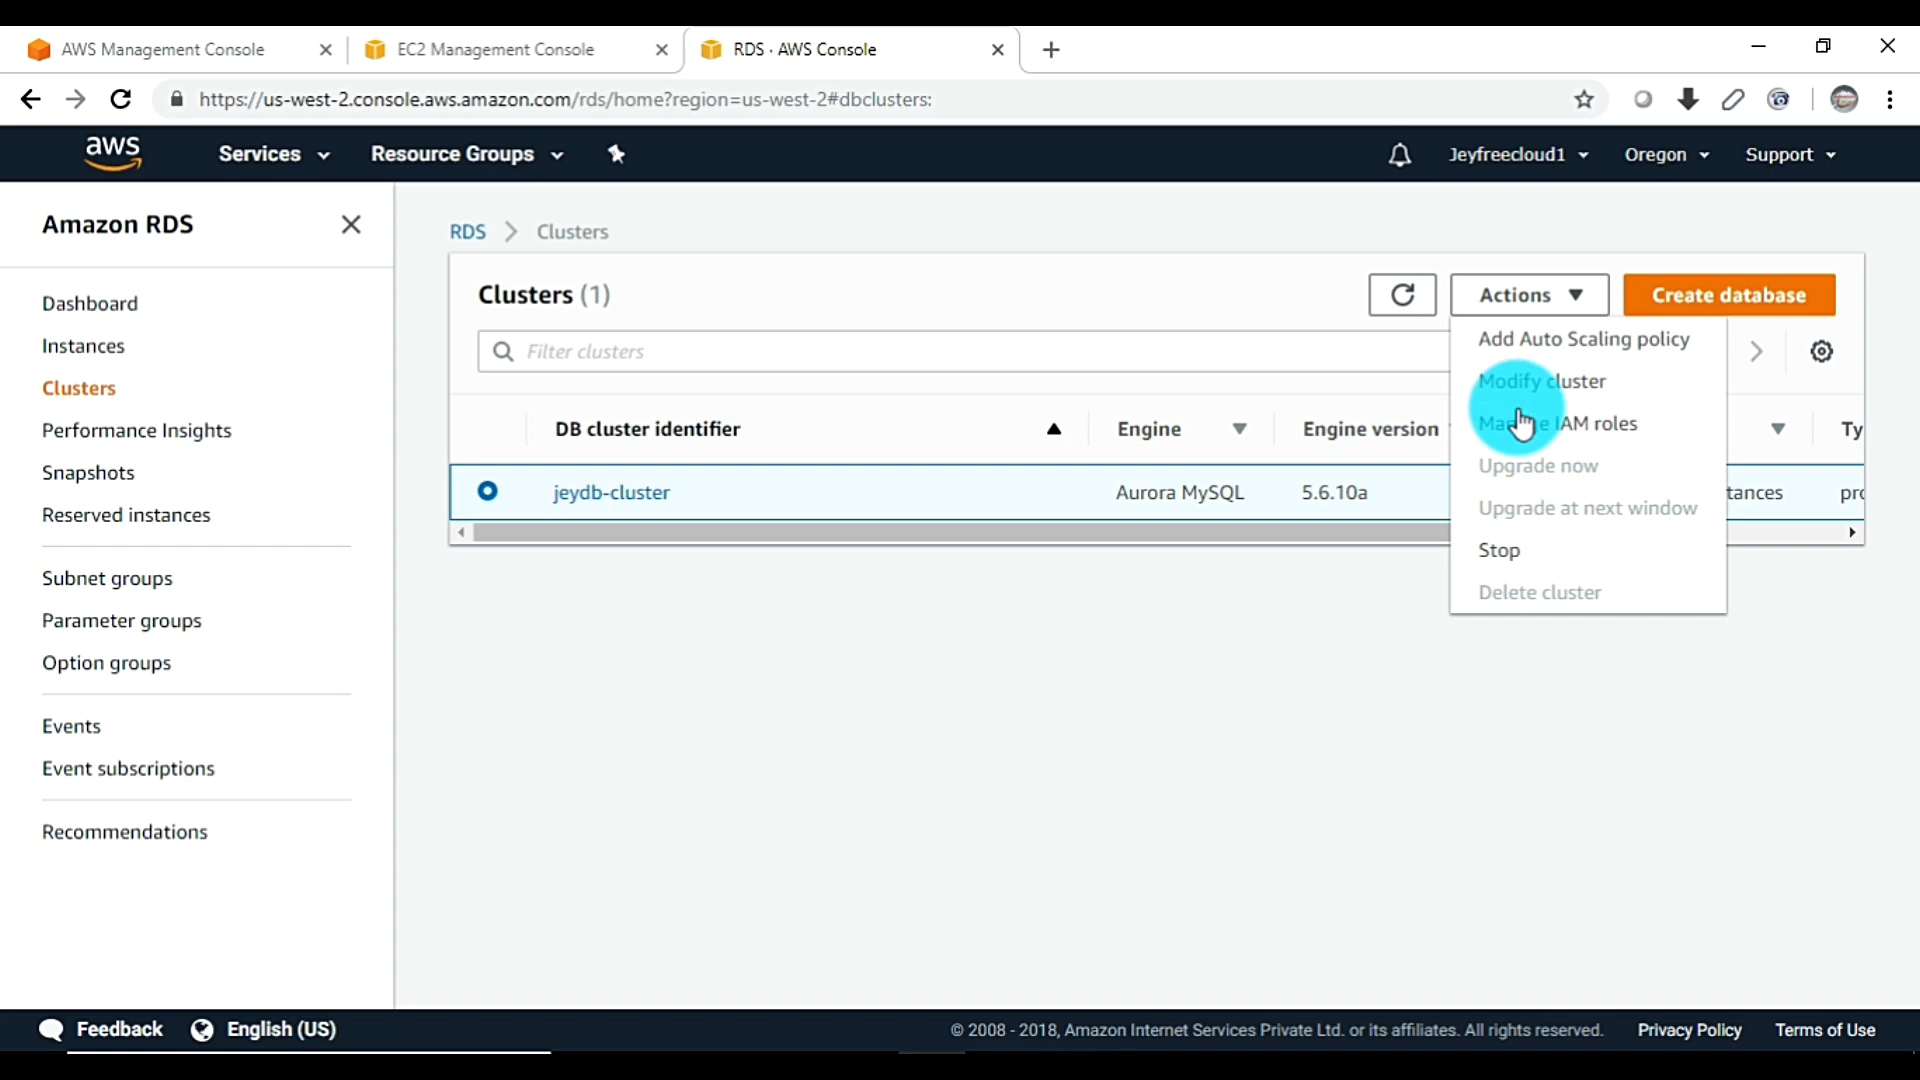 AWS Management Console
EC2 Management Console
RDS · AWS Console
https://us-west-2.console.aws.amazon.com/rds/home?region=us-west-2#dbclusters:
aws
Services
Resource Groups
Jeyfreecloud1
Oregon
Support
Amazon RDS
RDS
Clusters
Dashboard
Instances
Clusters
Performance Insights
Snapshots
Reserved instances
Subnet groups
Parameter groups
Option groups
Events
Event subscriptions
Recommendations
Clusters (1)
Actions
Create database
Filter clusters
Add Auto Scaling policy
Modify cluster
IAM roles
Upgrade now
Upgrade at next window
Stop
Delete cluster
DB cluster identifier
Engine
Engine version
jeydb-cluster
Aurora MySQL
5.6.10a
Feedback
English (US)
© 2008 - 2018, Amazon Internet Services Private Ltd. or its affiliates. All rights reserved.
Privacy Policy
Terms of Use